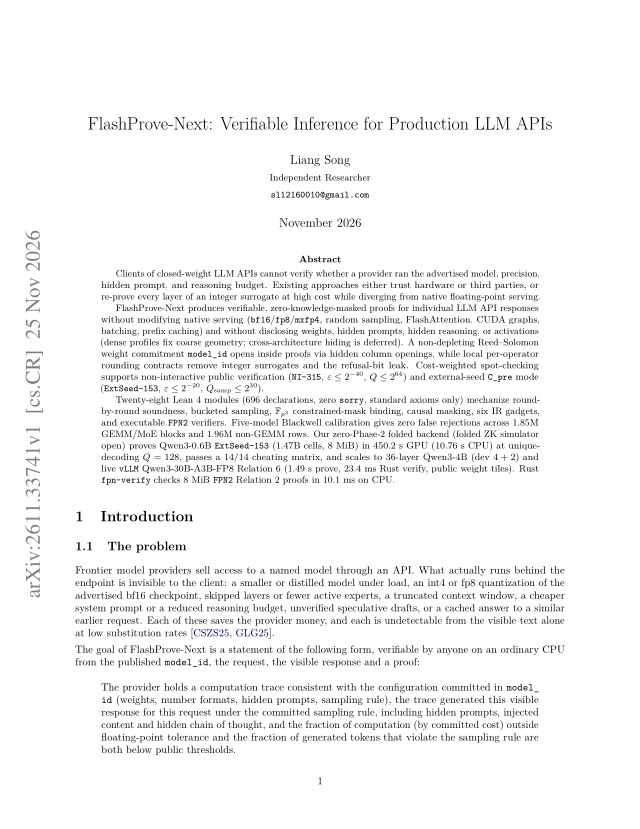 FlashProve-Next: Verifiable Inference for Production LLM APIs
Liang Song
Independent Researcher
sl12160010@gmail.com
November 2026
Abstract
Clients of closed-weight LLM APIs cannot verify whether a provider ran the advertised model, precision,
hidden prompt, and reasoning budget. Existing approaches either trust hardware or third parties, or
re-prove every layer of an integer surrogate at high cost while diverging from native floating-point serving.
FlashProve-Next produces verifiable, zero-knowledge-masked proofs for individual LLM API responses
without modifying native serving (bf16/fp8/mxfp4, random sampling, FlashAttention, CUDA graphs,
batching, prefix caching) and without disclosing weights, hidden prompts, hidden reasoning, or activations
(dense profiles fix coarse geometry; cross-architecture hiding is deferred). A non-depleting Reed–Solomon
weight commitment model_id opens inside proofs via hidden column openings, while local per-operator
rounding contracts remove integer surrogates and the refusal-bit leak. Cost-weighted spot-checking
supports non-interactive public verification (NI-315, ε ≤ 2⁻⁴⁰, Q ≤ 2⁶⁴) and external-seed C_pre mode
(ExtSeed-153, ε ≤ 2⁻²⁰, Qsamp ≤ 2³⁰).
Twenty-eight Lean 4 modules (696 declarations, zero sorry, standard axioms only) mechanize round-
by-round soundness, bucketed sampling, 𝔽p³ constrained-mask binding, causal masking, six IR gadgets,
and executable FPN2 verifiers. Five-model Blackwell calibration gives zero false rejections across 1.85M
GEMM/MoE blocks and 1.96M non-GEMM rows. Our zero-Phase-2 folded backend (folded ZK simulator
open) proves Qwen3-0.6B ExtSeed-153 (1.47B cells, 8 MiB) in 450.2 s GPU (10.76 s CPU) at unique-
decoding Q = 128, passes a 14/14 cheating matrix, and scales to 36-layer Qwen3-4B (dev 4 + 2) and
live vLLM Qwen3-30B-A3B-FP8 Relation 6 (1.49 s prove, 23.4 ms Rust verify, public weight tiles). Rust
fpn-verify checks 8 MiB FPN2 Relation 2 proofs in 10.1 ms on CPU.
1 Introduction
1.1 The problem
Frontier model providers sell access to a named model through an API. What actually runs behind the
endpoint is invisible to the client: a smaller or distilled model under load, an int4 or fp8 quantization of the
advertised bf16 checkpoint, skipped layers or fewer active experts, a truncated context window, a cheaper
system prompt or a reduced reasoning budget, unverified speculative drafts, or a cached answer to a similar
earlier request. Each of these saves the provider money, and each is undetectable from the visible text alone
at low substitution rates [CSZS25, GLG25].
The goal of FlashProve-Next is a statement of the following form, verifiable by anyone on an ordinary CPU
from the published model_id, the request, the visible response and a proof:
The provider holds a computation trace consistent with the configuration committed in model_
id (weights, number formats, hidden prompts, sampling rule), the trace generated this visible
response for this request under the committed sampling rule, including hidden prompts, injected
content and hidden chain of thought, and the fraction of computation (by committed cost) outside
floating-point tolerance and the fraction of generated tokens that violate the sampling rule are
both below public thresholds.
1
arXiv:2611.33741v1 [cs.CR] 25 Nov 2026